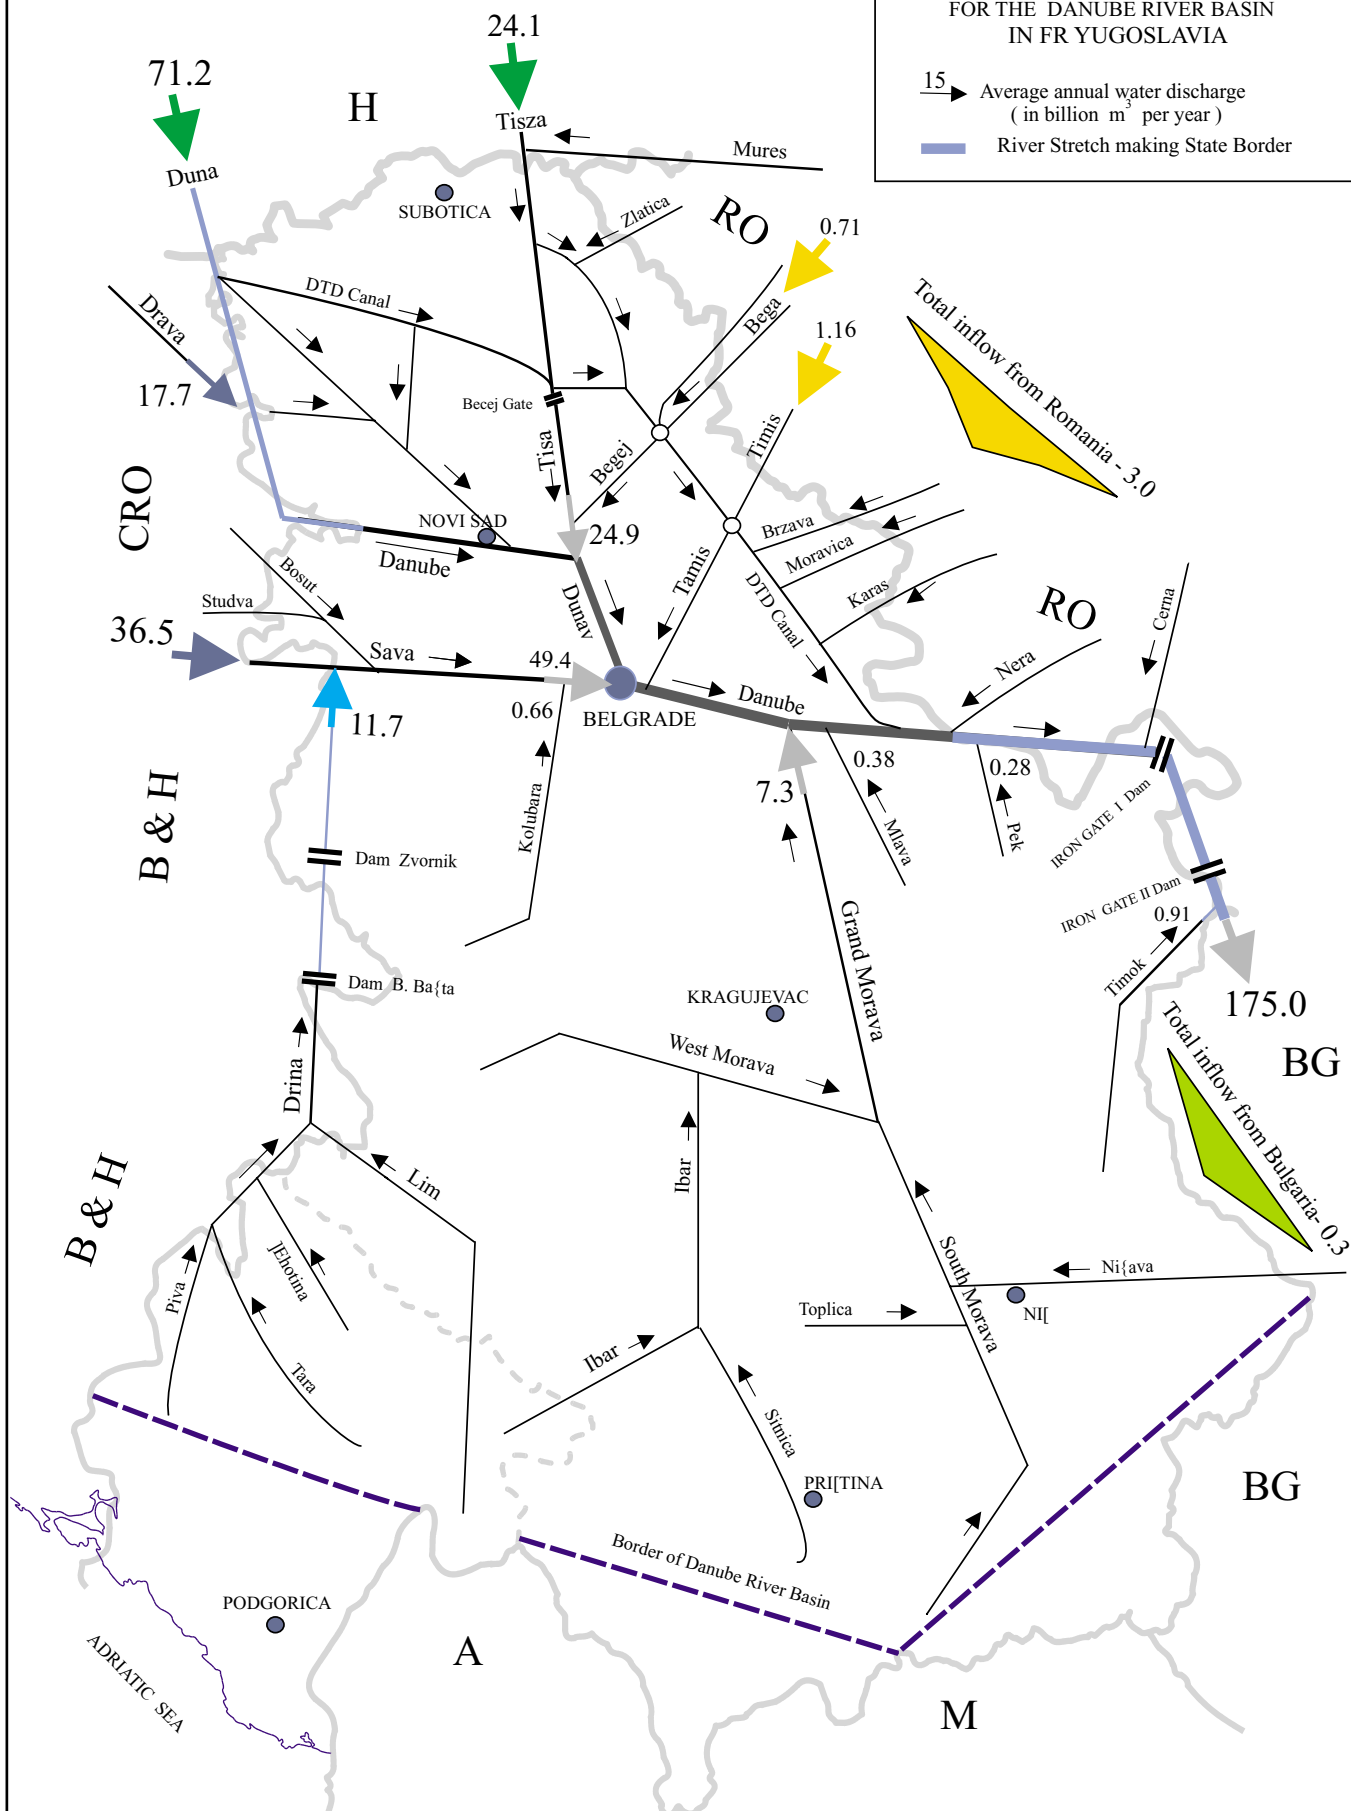 FOR THE DANUBE RIVER BASIN
IN FR YUGOSLAVIA
15
Average annual water discharge
( in billion m3 per year )
River Stretch making State Border
24.1
71.2
H
Tisza
Mures
Duna
SUBOTICA
Zlatica
RO
0.71
DTD Canal
Bega
Drava
1.16
Total inflow from Romania - 3.0
17.7
Becej Gate
Tisa
Begej
Timis
CRO
NOVI SAD
24.9
Brzava
Danube
Moravica
Bosut
Tamis
Karas
Studva
Dunav
DTD Canal
RO
Cerna
36.5
Sava
49.4
Nera
0.66
BELGRADE
Danube
11.7
0.38
0.28
7.3
B & H
Kolubara
Mlava
Pek
IRON GATE I Dam
Dam Zvornik
IRON GATE II Dam
0.91
Grand Morava
Timok
Dam B. Ba{ta
KRAGUJEVAC
175.0
West Morava
Total inflow from Bulgaria- 0.3
BG
Drina
B & H
Lim
Ibar
]Ehotina
South Morava
Ni{ava
Piva
Toplica
NI[
Tara
Ibar
Sitnica
PRI[TINA
BG
Border of Danube River Basin
PODGORICA
A
ADRIATIC SEA
M